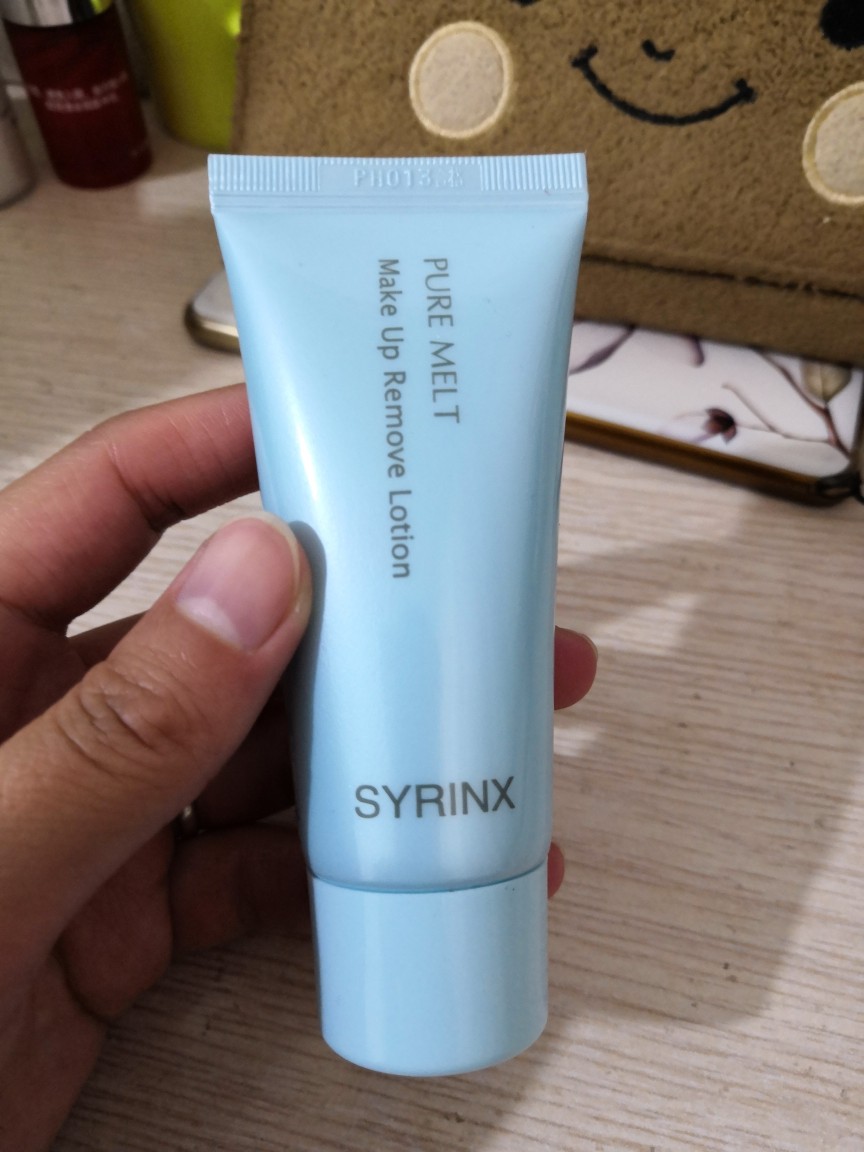 PURE MELT
Make Up Remove Lotion
SYRINX